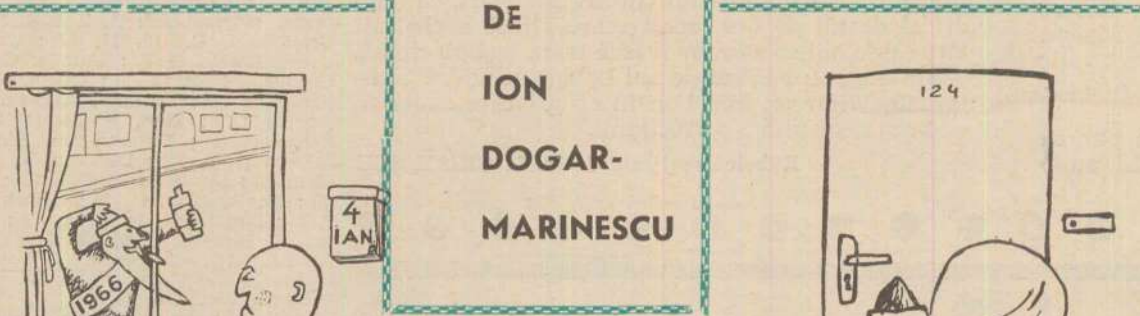 DE
ION
DOGAR-
MARINESCU
4
IAN.
1966
124